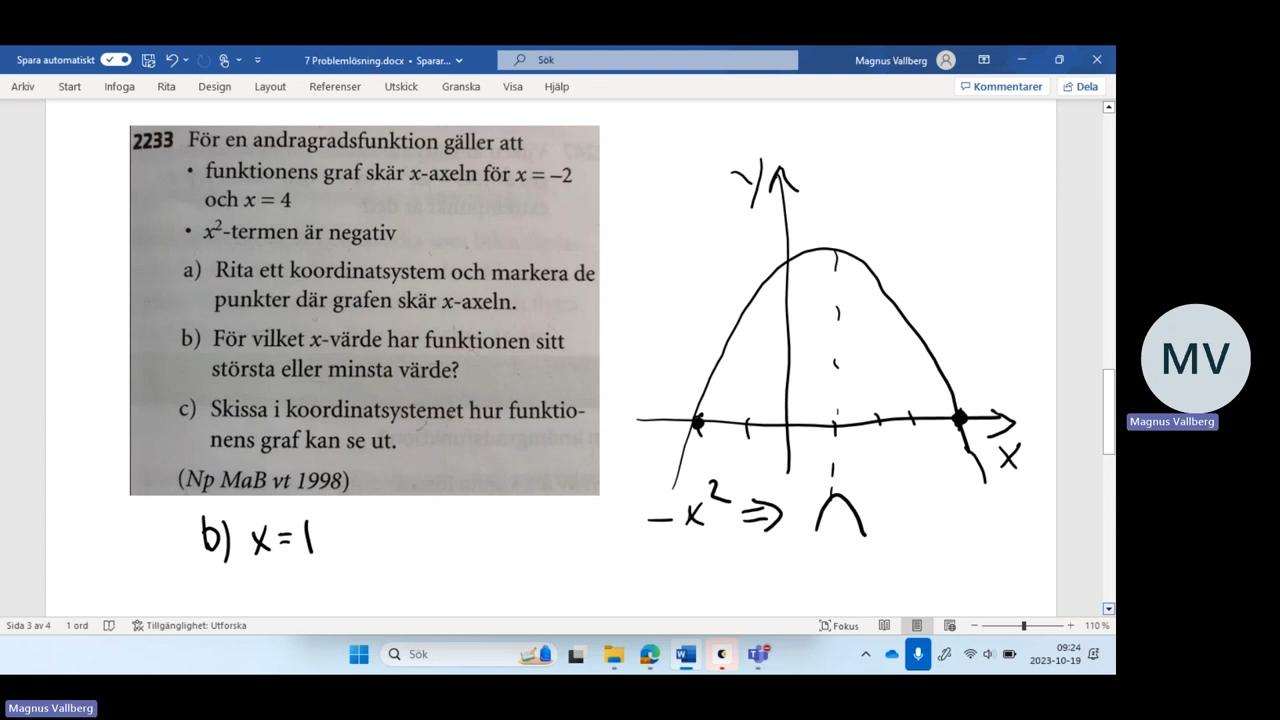 Spara automatiskt
7 Problemlösning.docx • Sparar...
Sök
Magnus Vallberg
Arkiv Start Infoga Rita Design Layout Referenser Utskick Granska Visa Hjälp
Kommentarer Dela
2233 För en andragradsfunktion gäller att
• funktionens graf skär x-axeln för x = –2
och x = 4
• x²-termen är negativ
a) Rita ett koordinatsystem och markera de
punkter där grafen skär x-axeln.
b) För vilket x-värde har funktionen sitt
största eller minsta värde?
c) Skissa i koordinatsystemet hur funktio-
nens graf kan se ut.
(Np MaB vt 1998)
b) x = 1
y
x
–x² ⇒
MV
Magnus Vallberg
Sida 3 av 4 1 ord Tillgänglighet: Utforska
Fokus
110 %
Sök
09:24
2023-10-19
Magnus Vallberg